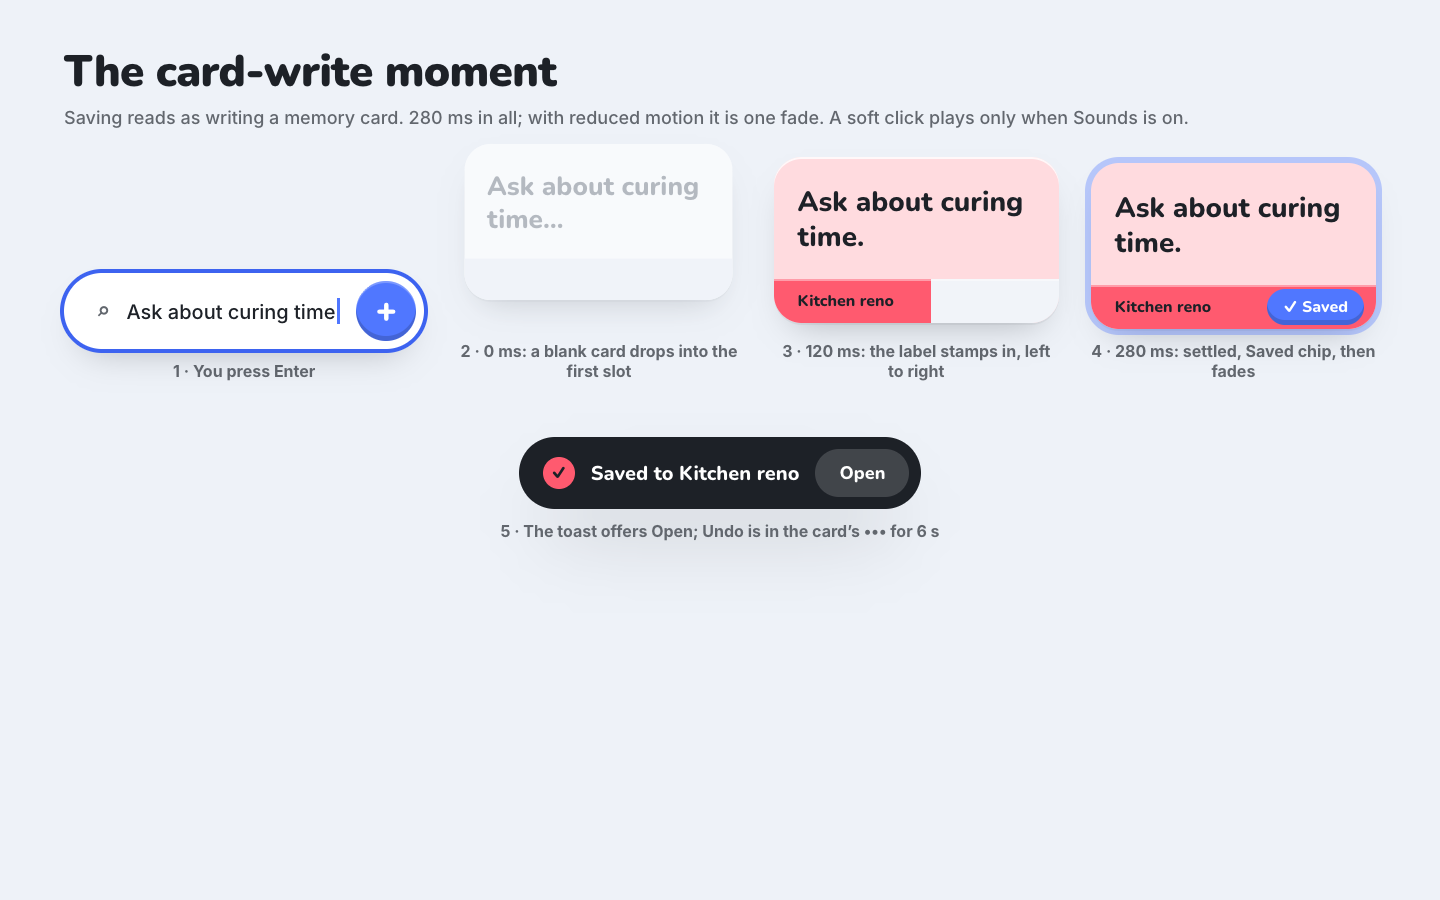 The card-write moment
Saving reads as writing a memory card. 280 ms in all; with reduced motion it is one fade. A soft click plays only when Sounds is on.
Ask about curing time
1 · You press Enter
Ask about curing
time...
2 · 0 ms: a blank card drops into the
first slot
Ask about curing
time.
Kitchen reno
3 · 120 ms: the label stamps in, left
to right
Ask about curing
time.
Kitchen reno
✓ Saved
4 · 280 ms: settled, Saved chip, then
fades
Saved to Kitchen reno
Open
5 · The toast offers Open; Undo is in the card’s ••• for 6 s